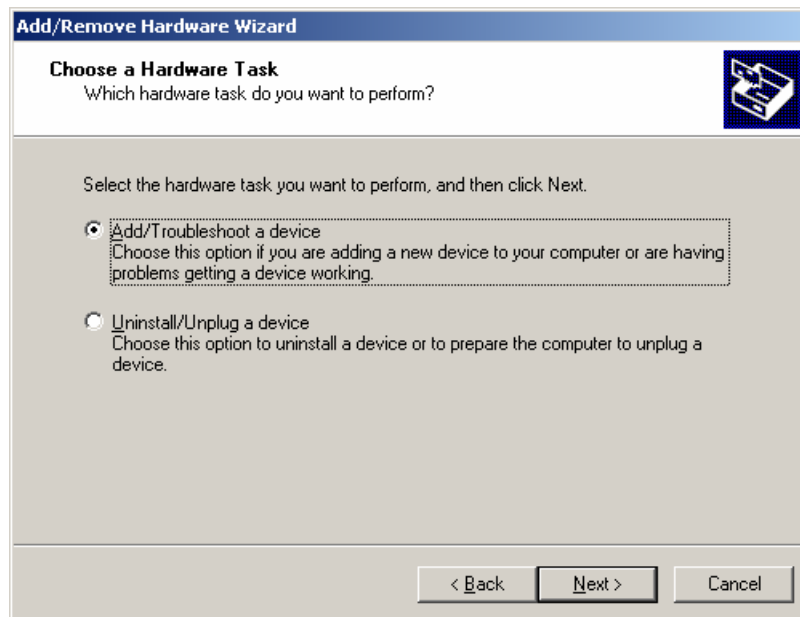 Add/Remove Hardware Wizard
Choose a Hardware Task
Which hardware task do you want to perform?
Select the hardware task you want to perform, and then click Next.
Add/Troubleshoot a device
Choose this option if you are adding a new device to your computer or are having
problems getting a device working.
Uninstall/Unplug a device
Choose this option to uninstall a device or to prepare the computer to unplug a
device.
< Back Next > Cancel